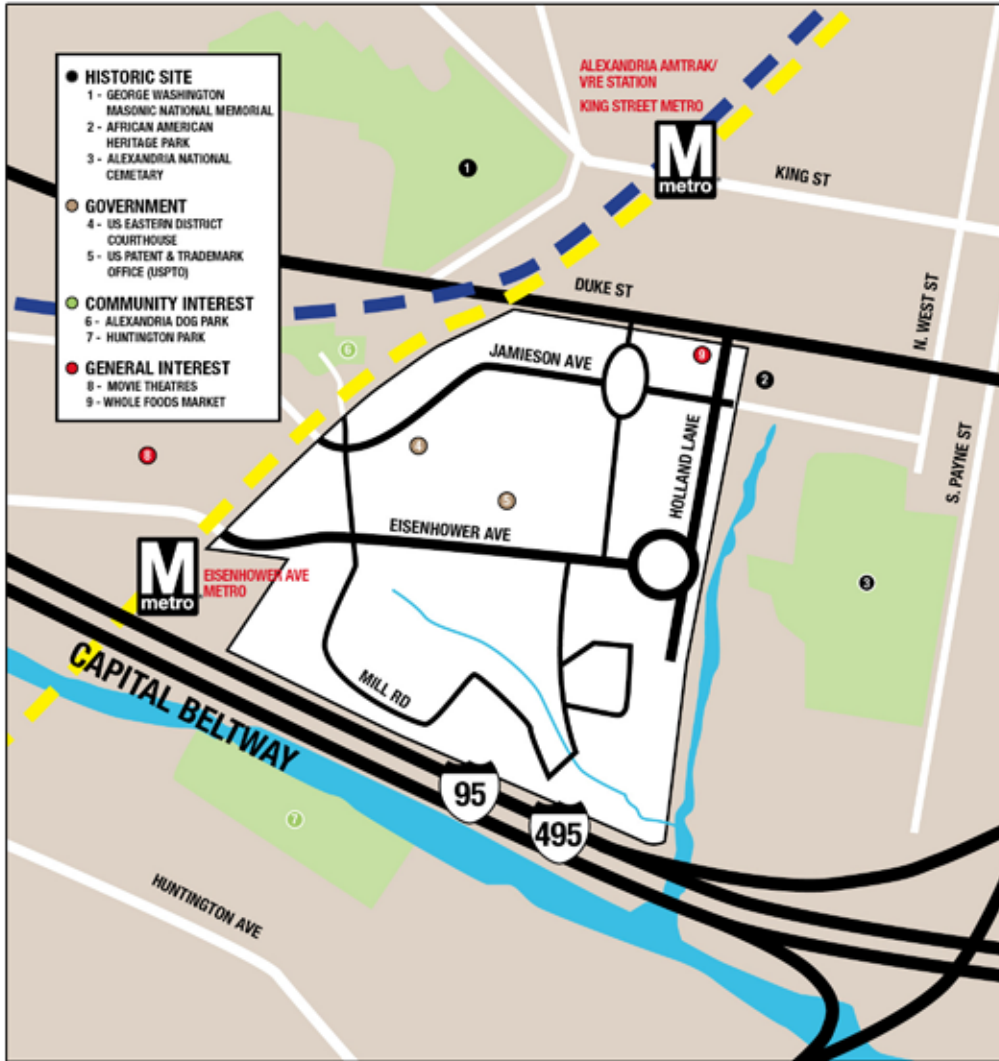 HISTORIC SITE
1 - GEORGE WASHINGTON
MASONIC NATIONAL MEMORIAL
2 - AFRICAN AMERICAN
HERITAGE PARK
3 - ALEXANDRIA NATIONAL
CEMETARY
GOVERNMENT
4 - US EASTERN DISTRICT
COURTHOUSE
5 - US PATENT & TRADEMARK
OFFICE (USPTO)
COMMUNITY INTEREST
6 - ALEXANDRIA DOG PARK
7 - HUNTINGTON PARK
GENERAL INTEREST
8 - MOVIE THEATRES
9 - WHOLE FOODS MARKET
ALEXANDRIA AMTRAK/
VRE STATION
KING STREET METRO
M
metro
1
KING ST
DUKE ST
N. WEST ST
6
JAMIESON AVE
9
2
8
4
HOLLAND LANE
S. PAYNE ST
5
EISENHOWER AVE
M
metro
EISENHOWER AVE
METRO
3
MILL RD
CAPITAL BELTWAY
95
495
7
HUNTINGTON AVE